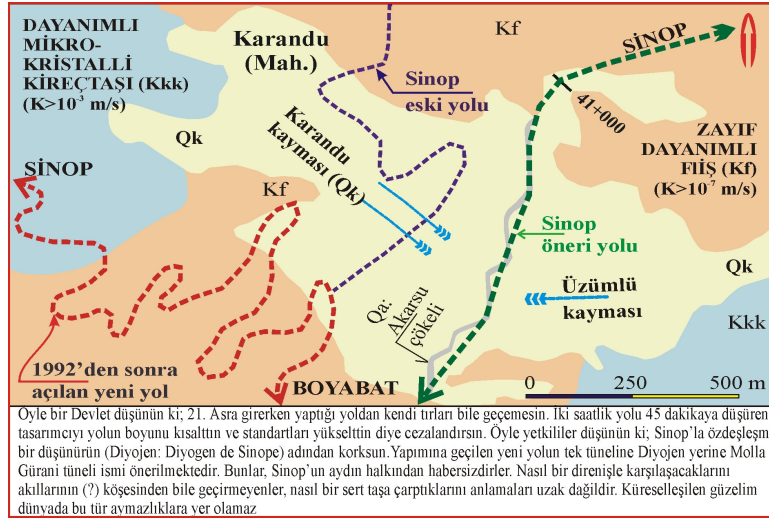 DAYANIMLI
MİKRO-
KRİSTALLİ
KİREÇTAŞI (Kkk)
(K>10⁻³ m/s)
Karandu
(Mah.)
Kf
SİNOP
Sinop
eski yolu
41+000
Qk
Karandu
kayması (Qk)
ZAYIF
DAYANIMLI
FlİŞ (Kf)
(K>10⁻⁷ m/s)
SİNOP
Kf
Sinop
öneri yolu
Qk
Üzümlü
kayması
Kkk
Qa:
Akarsu
çökeli
1992’den sonra
açılan yeni yol
BOYABAT
0 250 500 m
Öyle bir Devlet düşünün ki; 21. Asra girerken yaptığı yoldan kendi tırları bile geçemesin. İki saatlik yolu 45 dakikaya düşüren
tasarımcıyı yolun boyunu kısalttın ve standartları yükselttin diye cezalandırsın. Öyle yetkililer düşünün ki; Sinop’la özdeşleşm
bir düşünürün (Diyojen: Diyogen de Sinope) adından korksun.Yapımına geçilen yeni yolun tek tüneline Diyojen yerine Molla
Gürani tüneli ismi önerilmektedir. Bunlar, Sinop’un aydın halkından habersizdirler. Nasıl bir direnişle karşılaşacaklarını
akıllarının (?) köşesinden bile geçirmeyenler, nasıl bir sert taşa çarptıklarını anlamaları uzak dağildir. Küreselleşilen güzelim
dünyada bu tür aymazlıklara yer olamaz